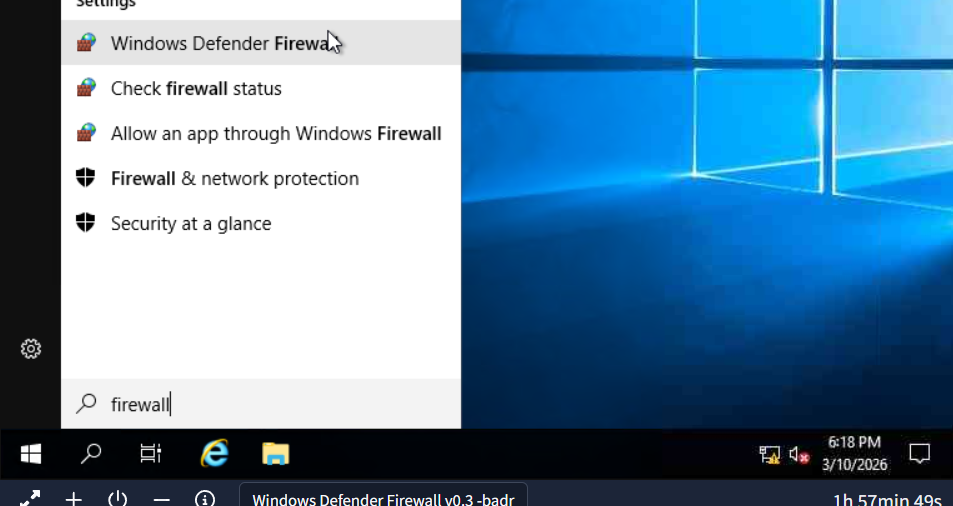 Settings
Windows Defender Firewall
Check firewall status
Allow an app through Windows Firewall
Firewall & network protection
Security at a glance
firewall
6:18 PM
3/10/2026
Windows Defender Firewall v0.3 -badr
1h 57min 49s